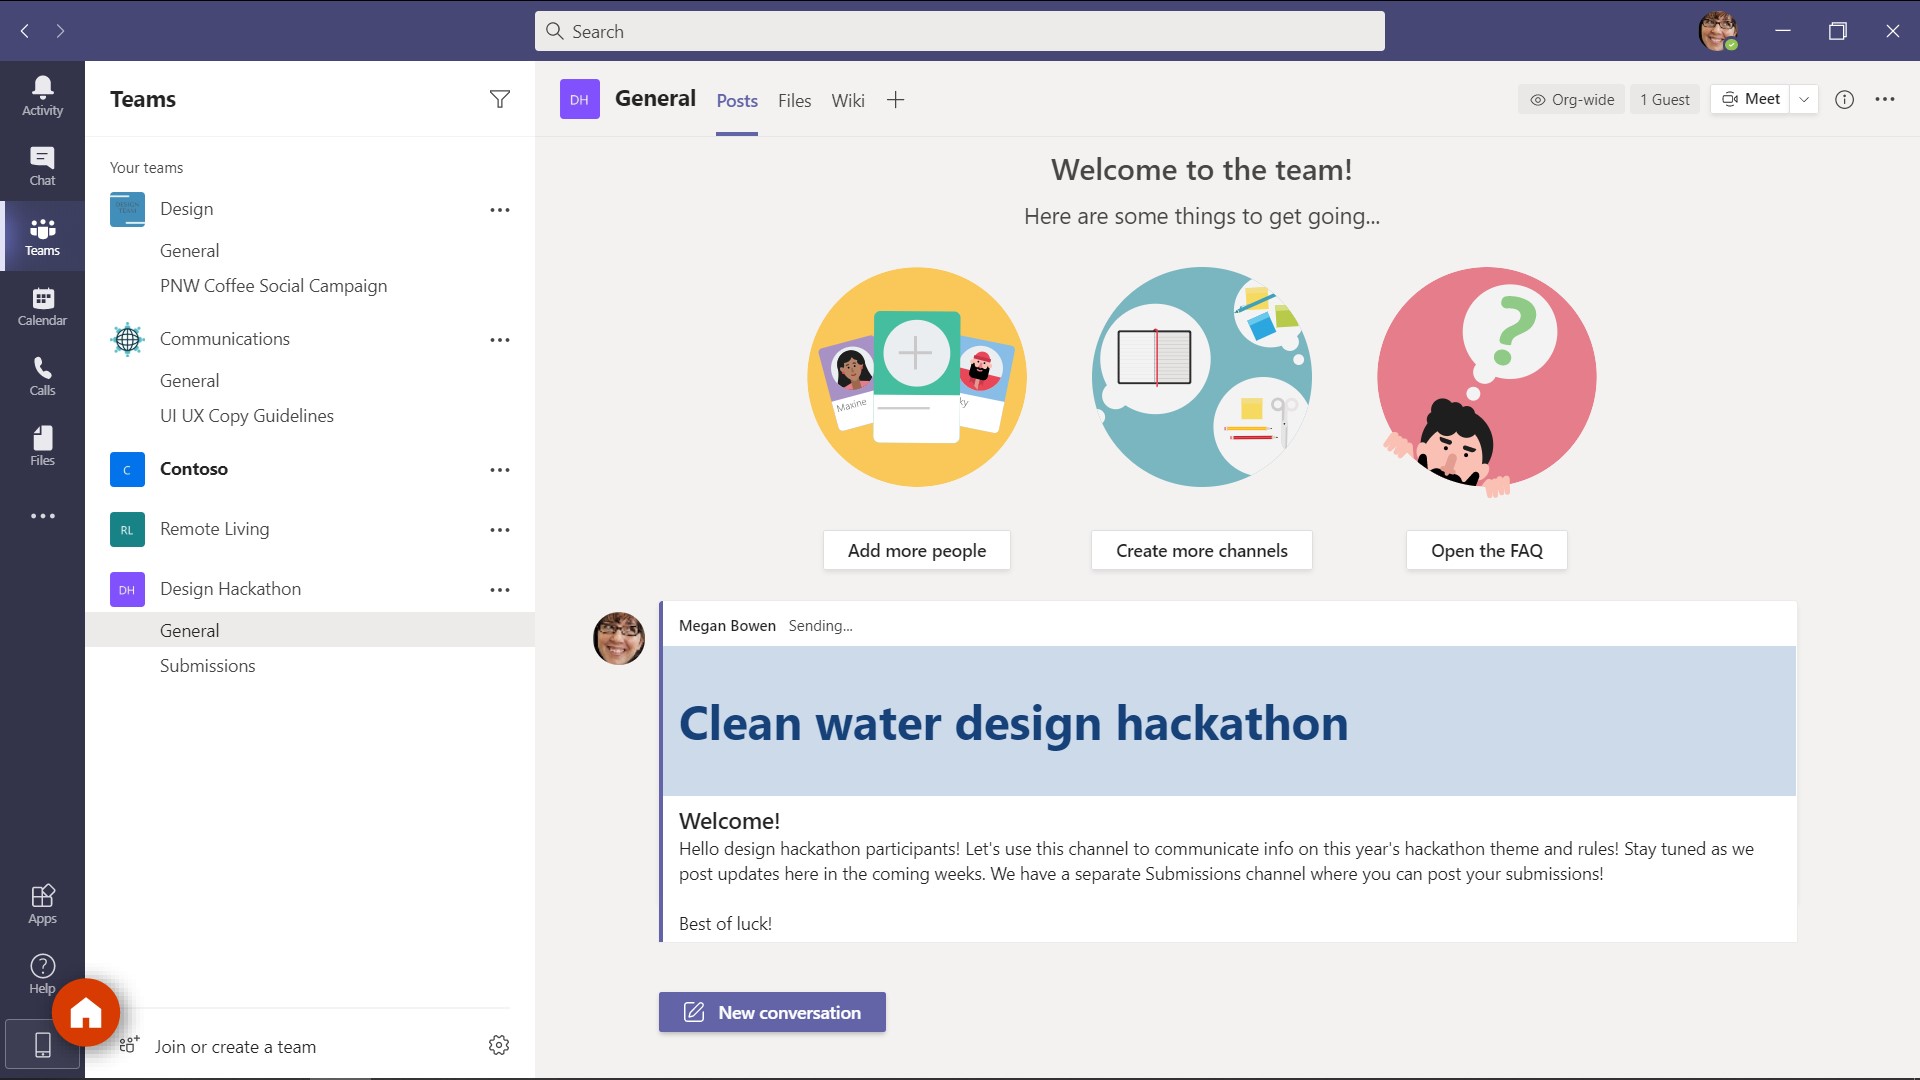 Search
Activity
Chat
Teams
Calendar
Calls
Files
Apps
Help
Teams
Your teams
Design
General
PNW Coffee Social Campaign
Communications
General
UI UX Copy Guidelines
C
Contoso
RL
Remote Living
DH
Design Hackathon
General
Submissions
Join or create a team
DH
General
Posts
Files
Wiki
Org-wide
1 Guest
Meet
Welcome to the team!
Here are some things to get going...
Maxine
ky
?
Add more people
Create more channels
Open the FAQ
Megan Bowen Sending...
Clean water design hackathon
Welcome!
Hello design hackathon participants! Let's use this channel to communicate info on this year's hackathon theme and rules! Stay tuned as we
post updates here in the coming weeks. We have a separate Submissions channel where you can post your submissions!
Best of luck!
New conversation